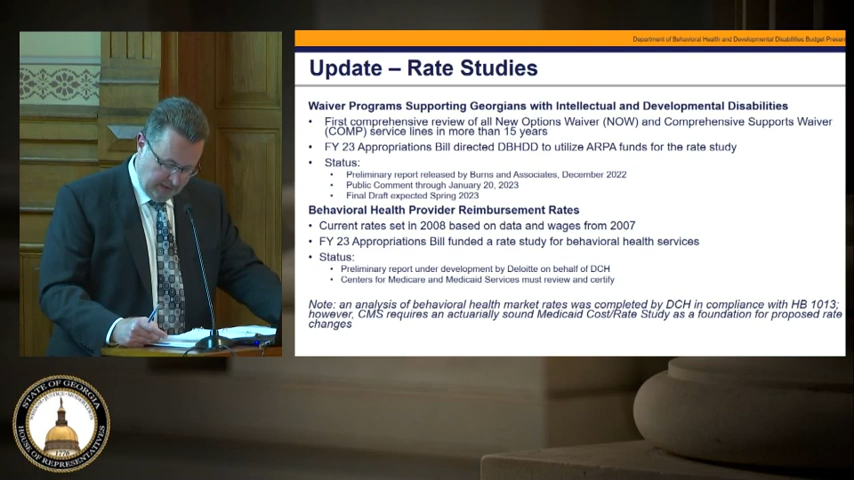 Department of Behavioral Health and Developmental Disabilities Budget Presen
Update – Rate Studies
Waiver Programs Supporting Georgians with Intellectual and Developmental Disabilities
• First comprehensive review of all New Options Waiver (NOW) and Comprehensive Supports Waiver
(COMP) service lines in more than 15 years
• FY 23 Appropriations Bill directed DBHDD to utilize ARPA funds for the rate study
• Status:
• Preliminary report released by Burns and Associates, December 2022
• Public Comment through January 20, 2023
• Final Draft expected Spring 2023
Behavioral Health Provider Reimbursement Rates
• Current rates set in 2008 based on data and wages from 2007
• FY 23 Appropriations Bill funded a rate study for behavioral health services
• Status:
• Preliminary report under development by Deloitte on behalf of DCH
• Centers for Medicare and Medicaid Services must review and certify
Note: an analysis of behavioral health market rates was completed by DCH in compliance with HB 1013;
however, CMS requires an actuarially sound Medicaid Cost/Rate Study as a foundation for proposed rate
changes
STATE OF GEORGIA
HOUSE OF REPRESENTATIVES
1776